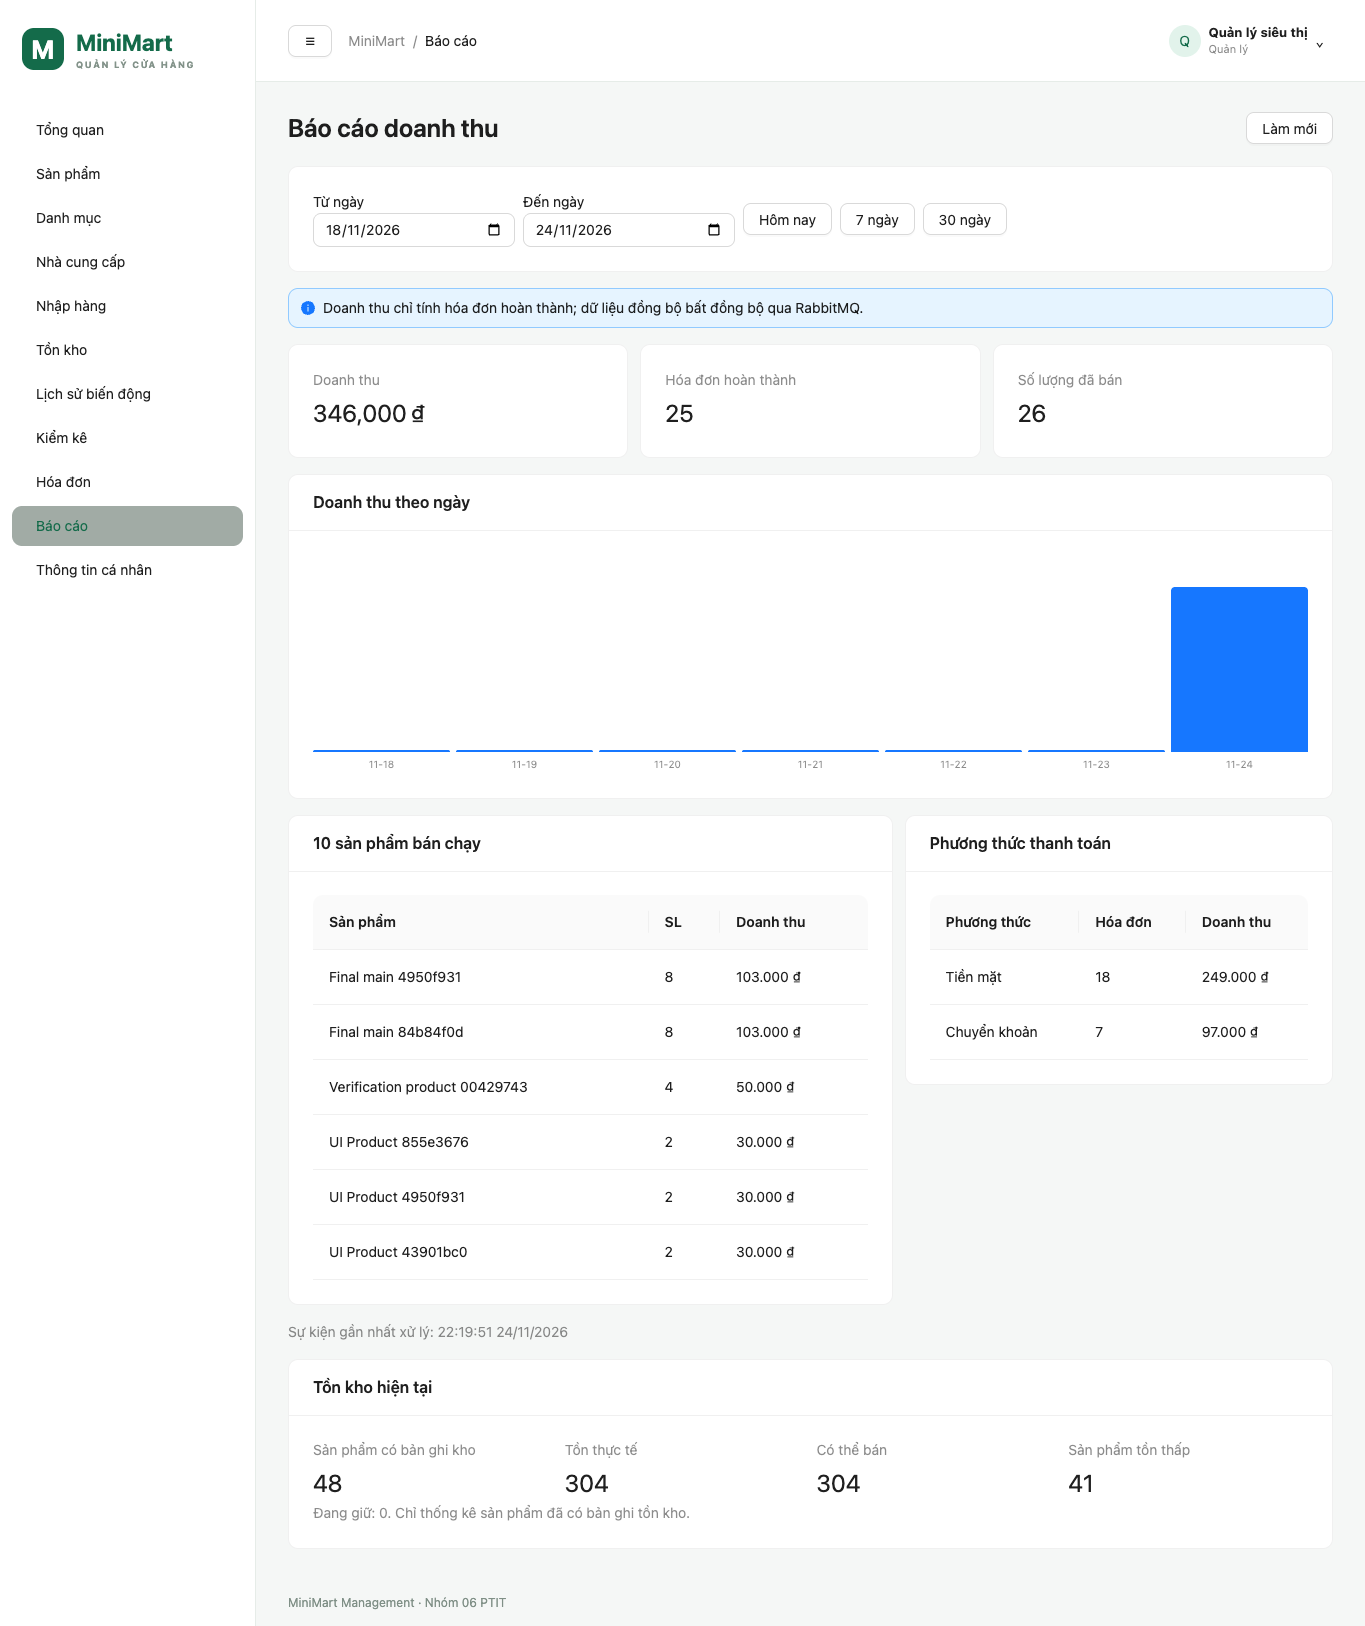 M
MiniMart
QUẢN LÝ CỬA HÀNG
Tổng quan
Sản phẩm
Danh mục
Nhà cung cấp
Nhập hàng
Tồn kho
Lịch sử biến động
Kiểm kê
Hóa đơn
Báo cáo
Thông tin cá nhân
MiniMart / Báo cáo
Q
Quản lý siêu thị
Quản lý
Báo cáo doanh thu
Làm mới
Từ ngày
18/11/2026
Đến ngày
24/11/2026
Hôm nay
7 ngày
30 ngày
Doanh thu chỉ tính hóa đơn hoàn thành; dữ liệu đồng bộ bất đồng bộ qua RabbitMQ.
Doanh thu
346,000 ₫
Hóa đơn hoàn thành
25
Số lượng đã bán
26
Doanh thu theo ngày
11-18 11-19 11-20 11-21 11-22 11-23 11-24
10 sản phẩm bán chạy
Sản phẩm SL Doanh thu
Final main 4950f931 8 103.000 ₫
Final main 84b84f0d 8 103.000 ₫
Verification product 00429743 4 50.000 ₫
UI Product 855e3676 2 30.000 ₫
UI Product 4950f931 2 30.000 ₫
UI Product 43901bc0 2 30.000 ₫
Phương thức thanh toán
Phương thức Hóa đơn Doanh thu
Tiền mặt 18 249.000 ₫
Chuyển khoản 7 97.000 ₫
Sự kiện gần nhất xử lý: 22:19:51 24/11/2026
Tồn kho hiện tại
Sản phẩm có bản ghi kho
48
Tồn thực tế
304
Có thể bán
304
Sản phẩm tồn thấp
41
Đang giữ: 0. Chỉ thống kê sản phẩm đã có bản ghi tồn kho.
MiniMart Management · Nhóm 06 PTIT